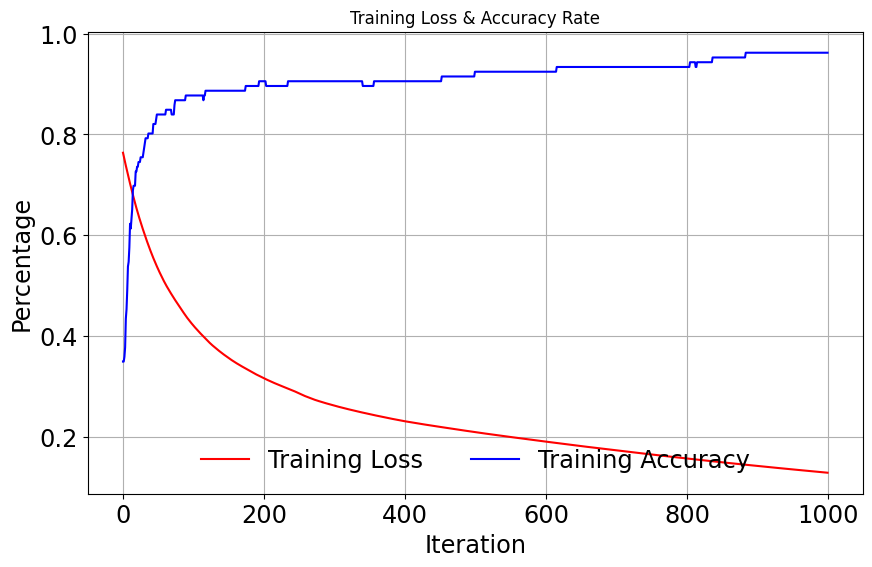 Training Loss & Accuracy Rate
1.0
0.8
0.6
0.4
0.2
Percentage
Training Loss
Training Accuracy
0 200 400 600 800 1000
Iteration